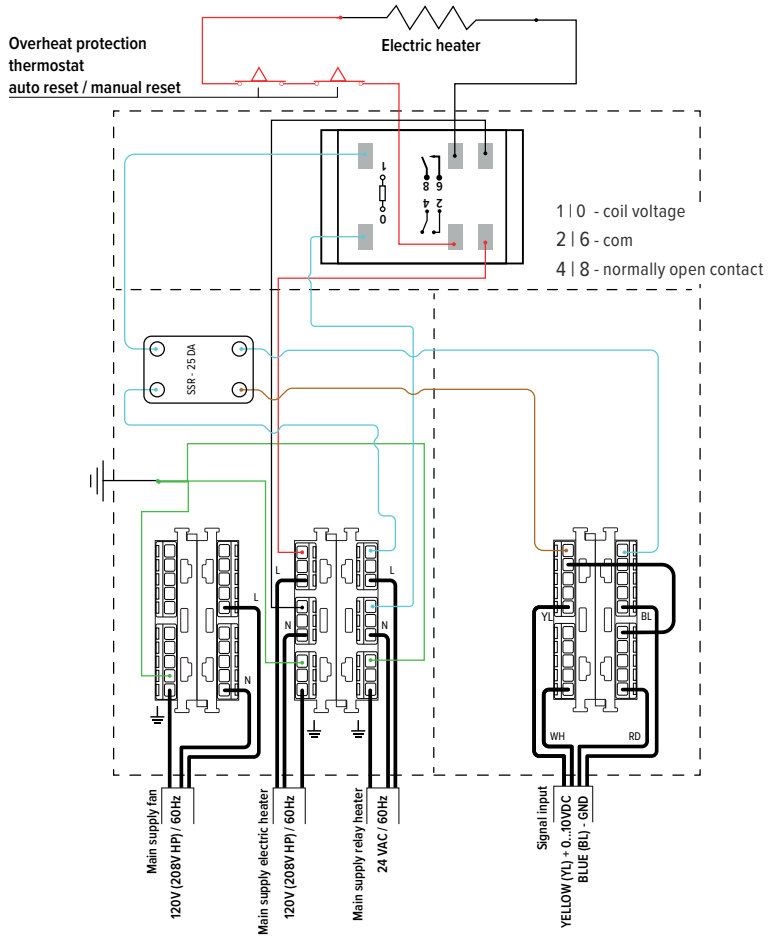 Overheat protection
thermostat
auto reset / manual reset
Electric heater
1
0
8 6
4 2
1 | 0 - coil voltage
2 | 6 - com
4 | 8 - normally open contact
SSR - 25 DA
L
N
L
N
L
N
YL
BL
WH
RD
Main supply fan
120V (208V HP) / 60Hz
Main supply electric heater
120V (208V HP) / 60Hz
Main supply relay heater
24 VAC / 60Hz
Signal input
YELLOW (YL) + 0...10VDC
BLUE (BL) - GND